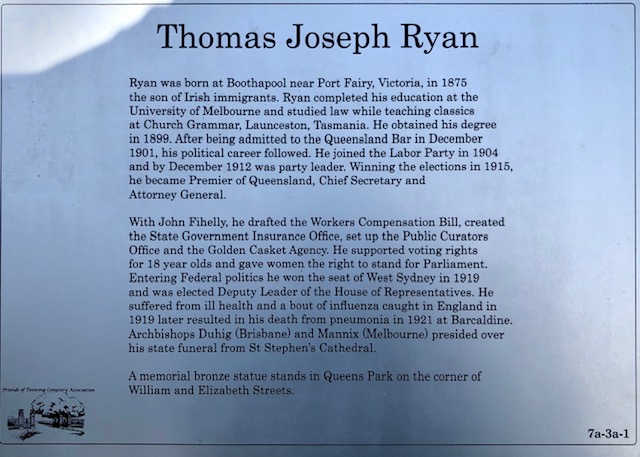 Thomas Joseph Ryan
Ryan was born at Boothapool near Port Fairy, Victoria, in 1875
the son of Irish immigrants. Ryan completed his education at the
University of Melbourne and studied law while teaching classics
at Church Grammar, Launceston, Tasmania. He obtained his degree
in 1899. After being admitted to the Queensland Bar in December
1901, his political career followed. He joined the Labor Party in 1904
and by December 1912 was party leader. Winning the elections in 1915,
he became Premier of Queensland, Chief Secretary and
Attorney General.
With John Fihelly, he drafted the Workers Compensation Bill, created
the State Government Insurance Office, set up the Public Curators
Office and the Golden Casket Agency. He supported voting rights
for 18 year olds and gave women the right to stand for Parliament.
Entering Federal politics he won the seat of West Sydney in 1919
and was elected Deputy Leader of the House of Representatives. He
suffered from ill health and a bout of influenza caught in England in
1919 later resulted in his death from pneumonia in 1921 at Barcaldine.
Archbishops Duhig (Brisbane) and Mannix (Melbourne) presided over
his state funeral from St Stephen's Cathedral.
A memorial bronze statue stands in Queens Park on the corner of
William and Elizabeth Streets.
Friends of Toowong Cemetery Association
7a-3a-1